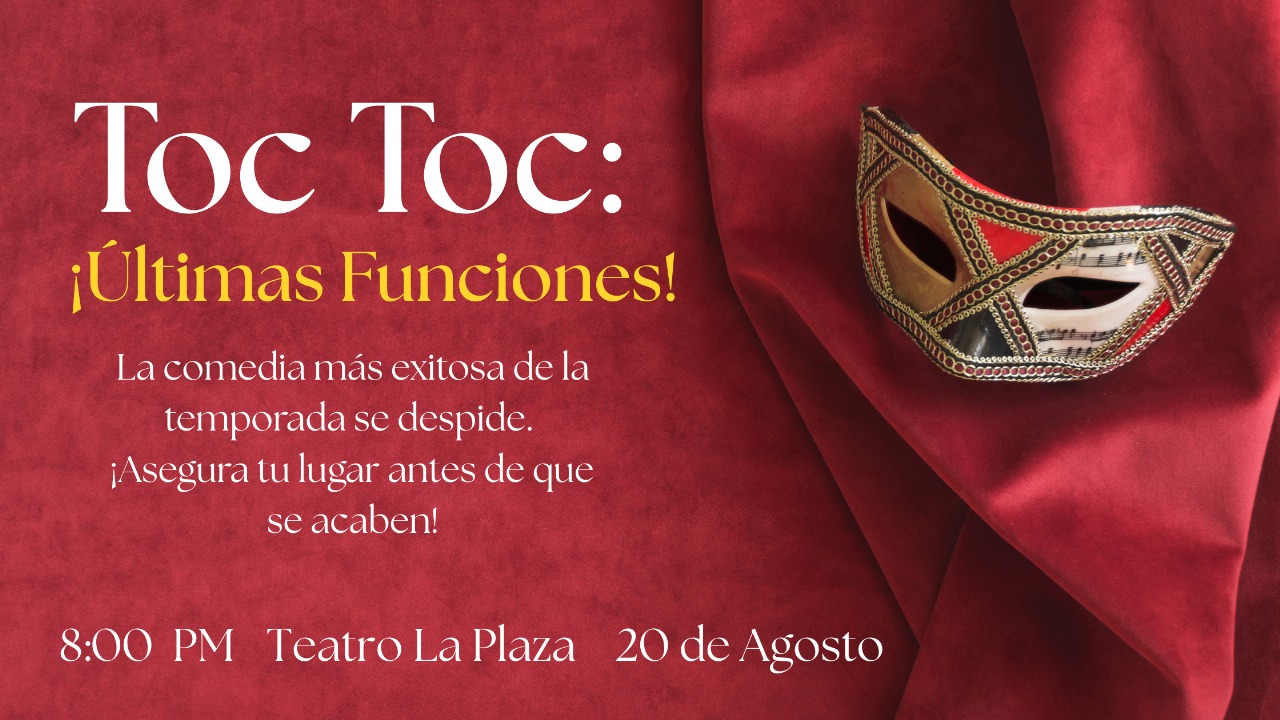 Toc Toc:
¡Últimas Funciones!
La comedia más exitosa de la
temporada se despide.
¡Asegura tu lugar antes de que
se acaben!
8:00 PM Teatro La Plaza 20 de Agosto